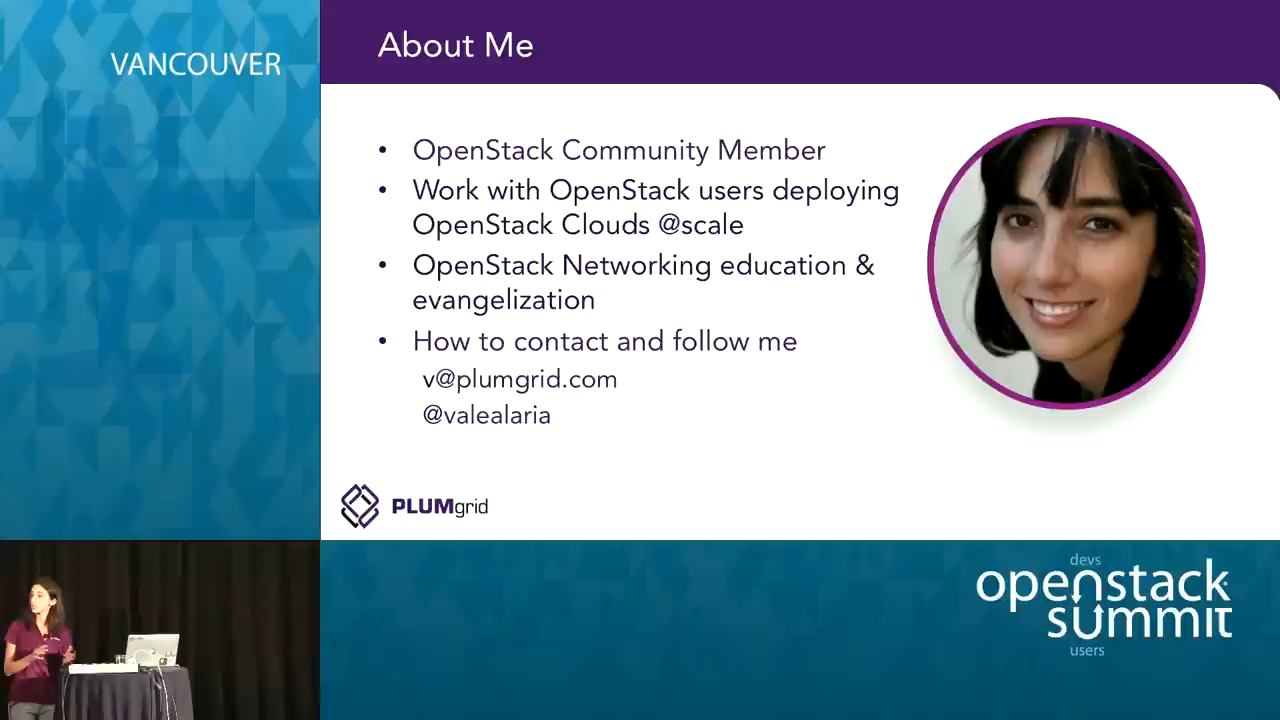 VANCOUVER
About Me
• OpenStack Community Member
• Work with OpenStack users deploying
OpenStack Clouds @scale
• OpenStack Networking education &
evangelization
• How to contact and follow me
v@plumgrid.com
@valealaria
PLUMgrid
devs
openstack
summit
users